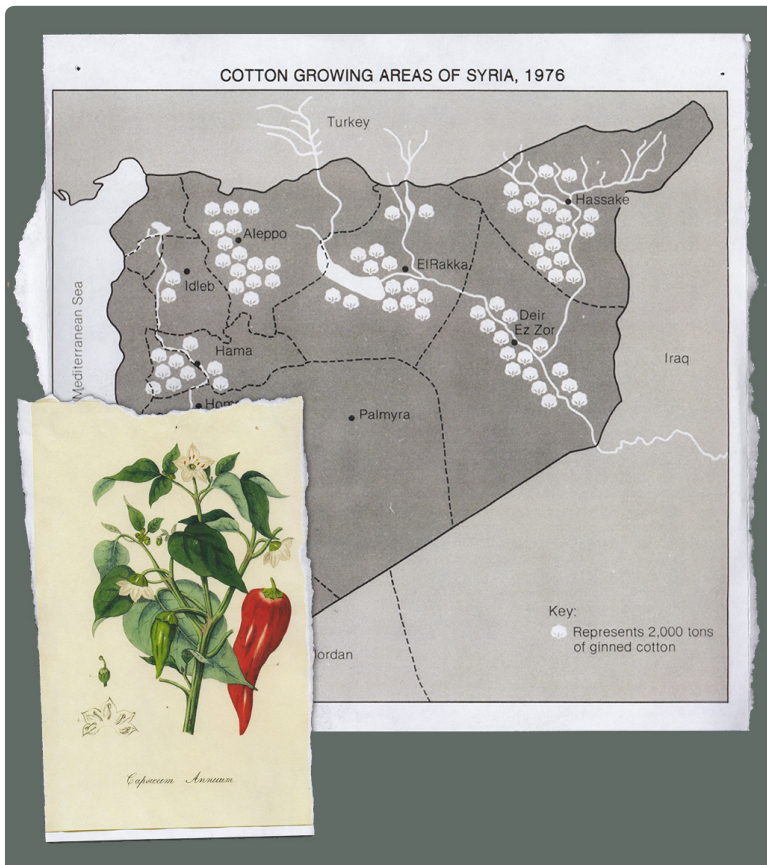 COTTON GROWING AREAS OF SYRIA, 1976
Turkey
Hassake
Aleppo
ElRakka
Idleb
Deir
Ez Zor
Mediterranean Sea
Hama
Iraq
Palmyra
Key:
Represents 2,000 tons
of ginned cotton
Capsicum Annuum